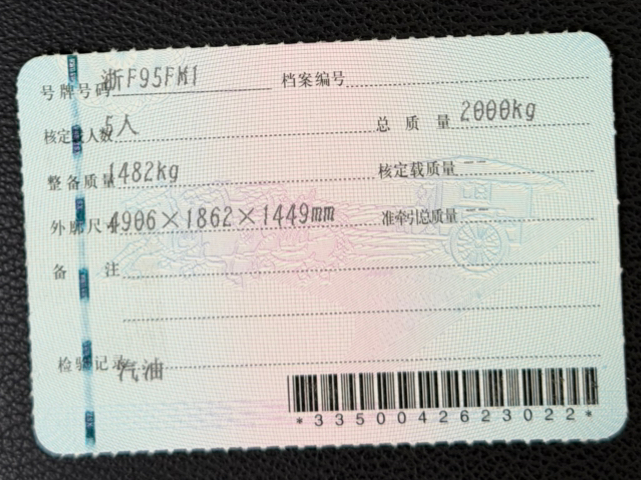 号牌号码 浙F95FM1 档案编号
核定载人数 5人 总质量 2000kg
整备质量 1482kg 核定载质量 --
外廓尺寸 4906×1862×1449mm 准牵引总质量 --
备注
检验记录 汽油
*3350042623022*